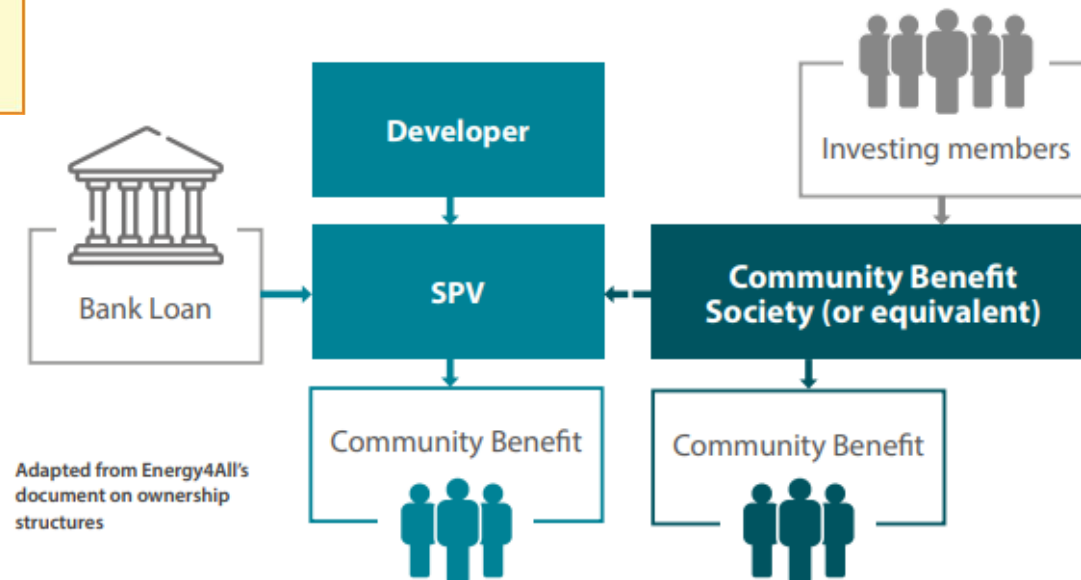 Developer
Investing members
Bank Loan
SPV
Community Benefit
Society (or equivalent)
Community Benefit
Community Benefit
Adapted from Energy4All's
document on ownership
structures